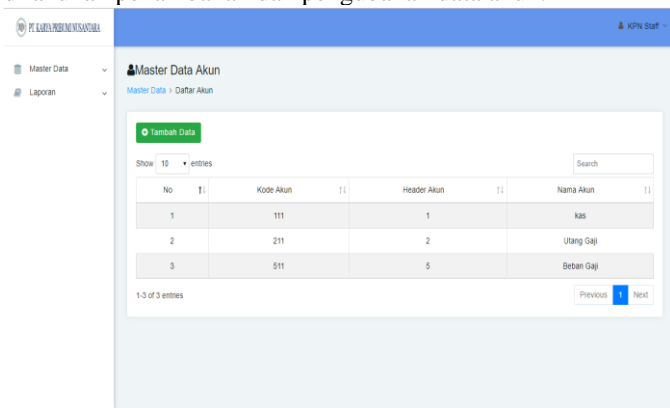 PT. KARYA PRIBUMI NUSANTARA
KPN Staff
Master Data
Laporan
Master Data Akun
Master Data > Daftar Akun
Tambah Data
Show 10 entries
Search
No Kode Akun Header Akun Nama Akun
1 111 1 kas
2 211 2 Utang Gaji
3 511 5 Beban Gaji
1-3 of 3 entries
Previous 1 Next